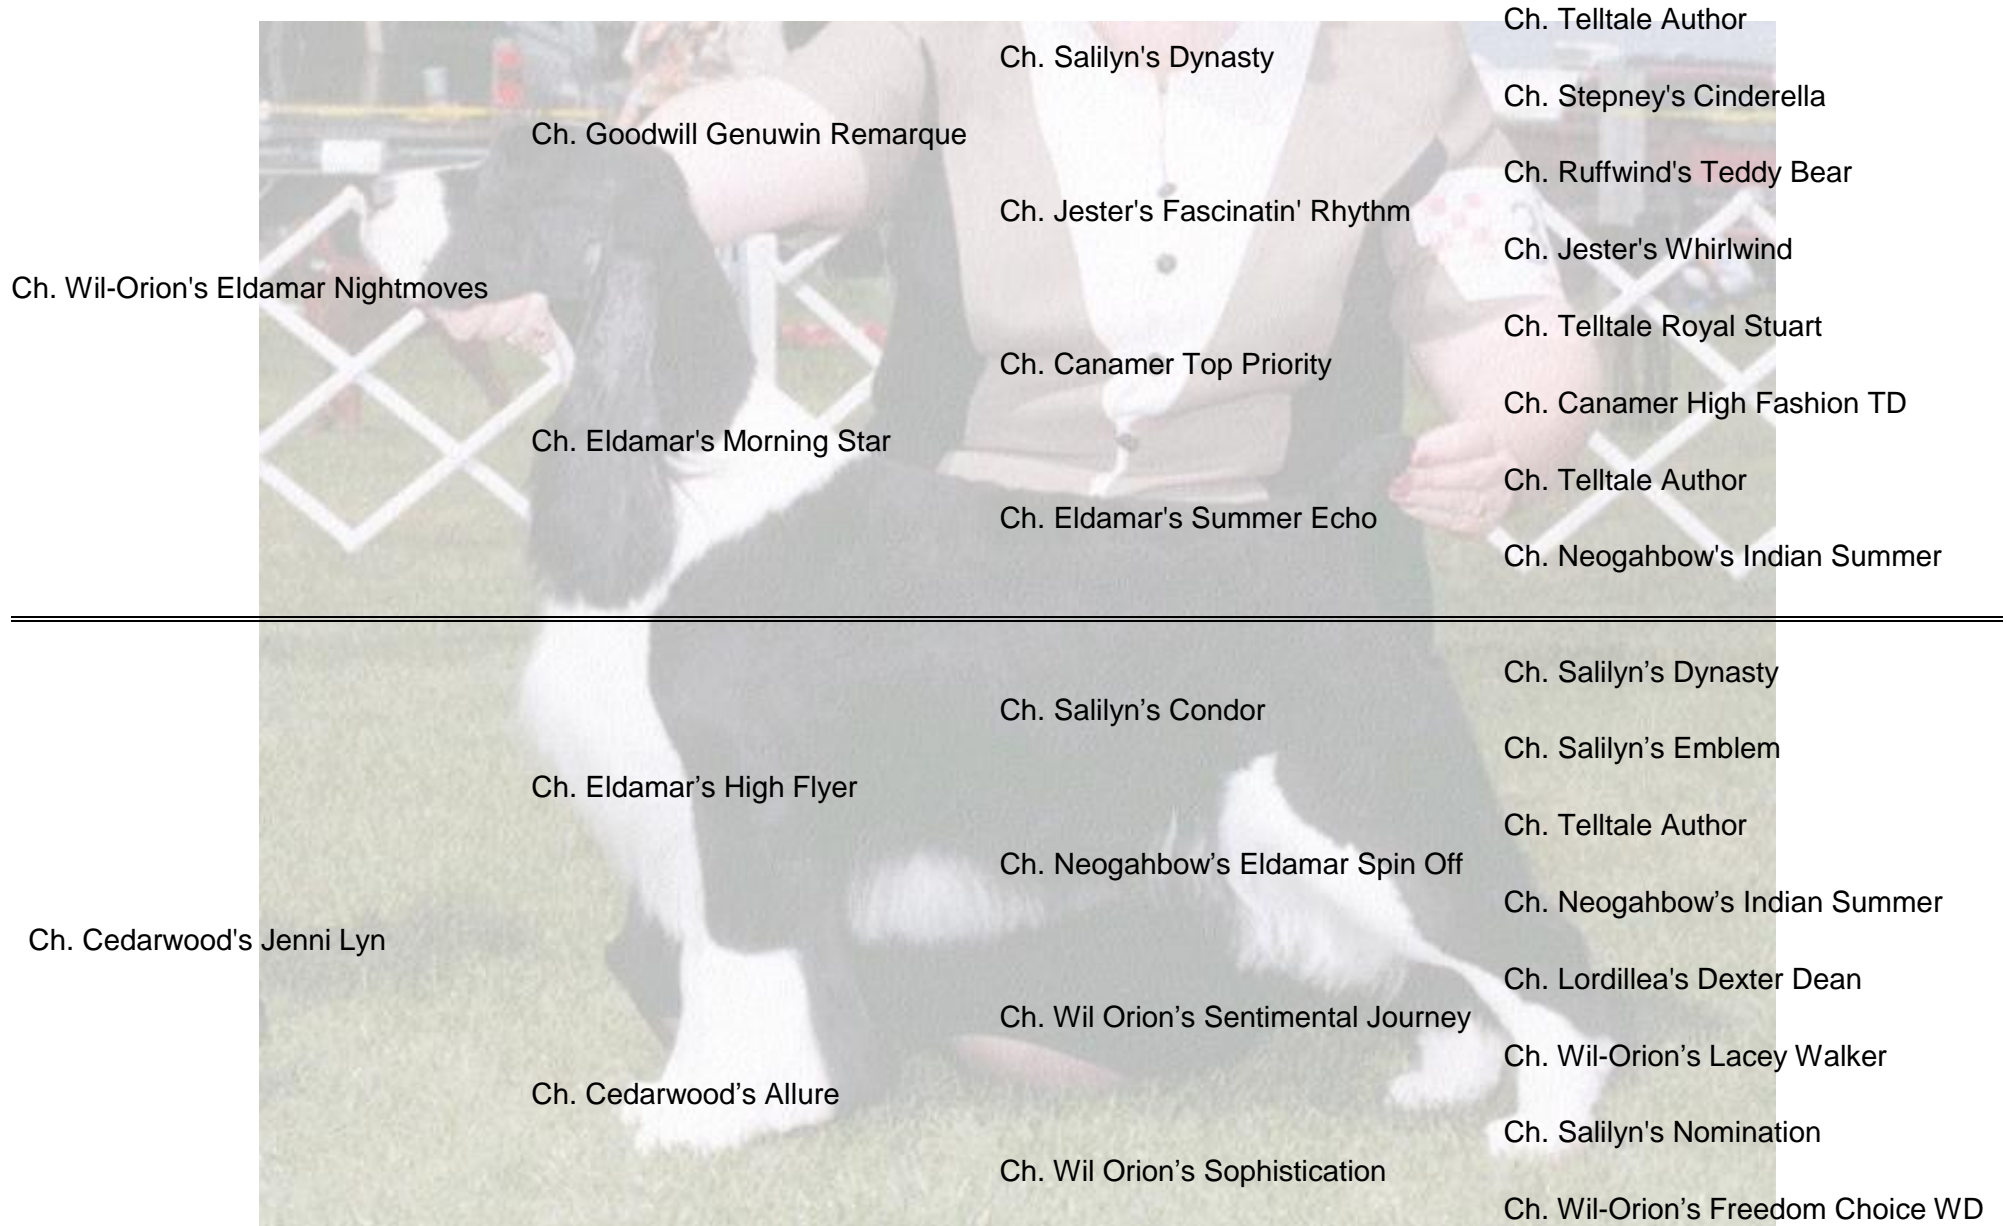 Ch. Telltale Author
Ch. Salilyn's Dynasty
Ch. Stepney's Cinderella
Ch. Goodwill Genuwin Remarque
Ch. Ruffwind's Teddy Bear
Ch. Jester's Fascinatin' Rhythm
Ch. Jester's Whirlwind
Ch. Wil-Orion's Eldamar Nightmoves
Ch. Telltale Royal Stuart
Ch. Canamer Top Priority
Ch. Canamer High Fashion TD
Ch. Eldamar's Morning Star
Ch. Telltale Author
Ch. Eldamar's Summer Echo
Ch. Neogahbow's Indian Summer
Ch. Salilyn’s Dynasty
Ch. Salilyn’s Condor
Ch. Salilyn’s Emblem
Ch. Eldamar’s High Flyer
Ch. Telltale Author
Ch. Neogahbow’s Eldamar Spin Off
Ch. Neogahbow’s Indian Summer
Ch. Cedarwood's Jenni Lyn
Ch. Lordillea's Dexter Dean
Ch. Wil Orion’s Sentimental Journey
Ch. Wil-Orion’s Lacey Walker
Ch. Cedarwood’s Allure
Ch. Salilyn's Nomination
Ch. Wil Orion’s Sophistication
Ch. Wil-Orion’s Freedom Choice WD